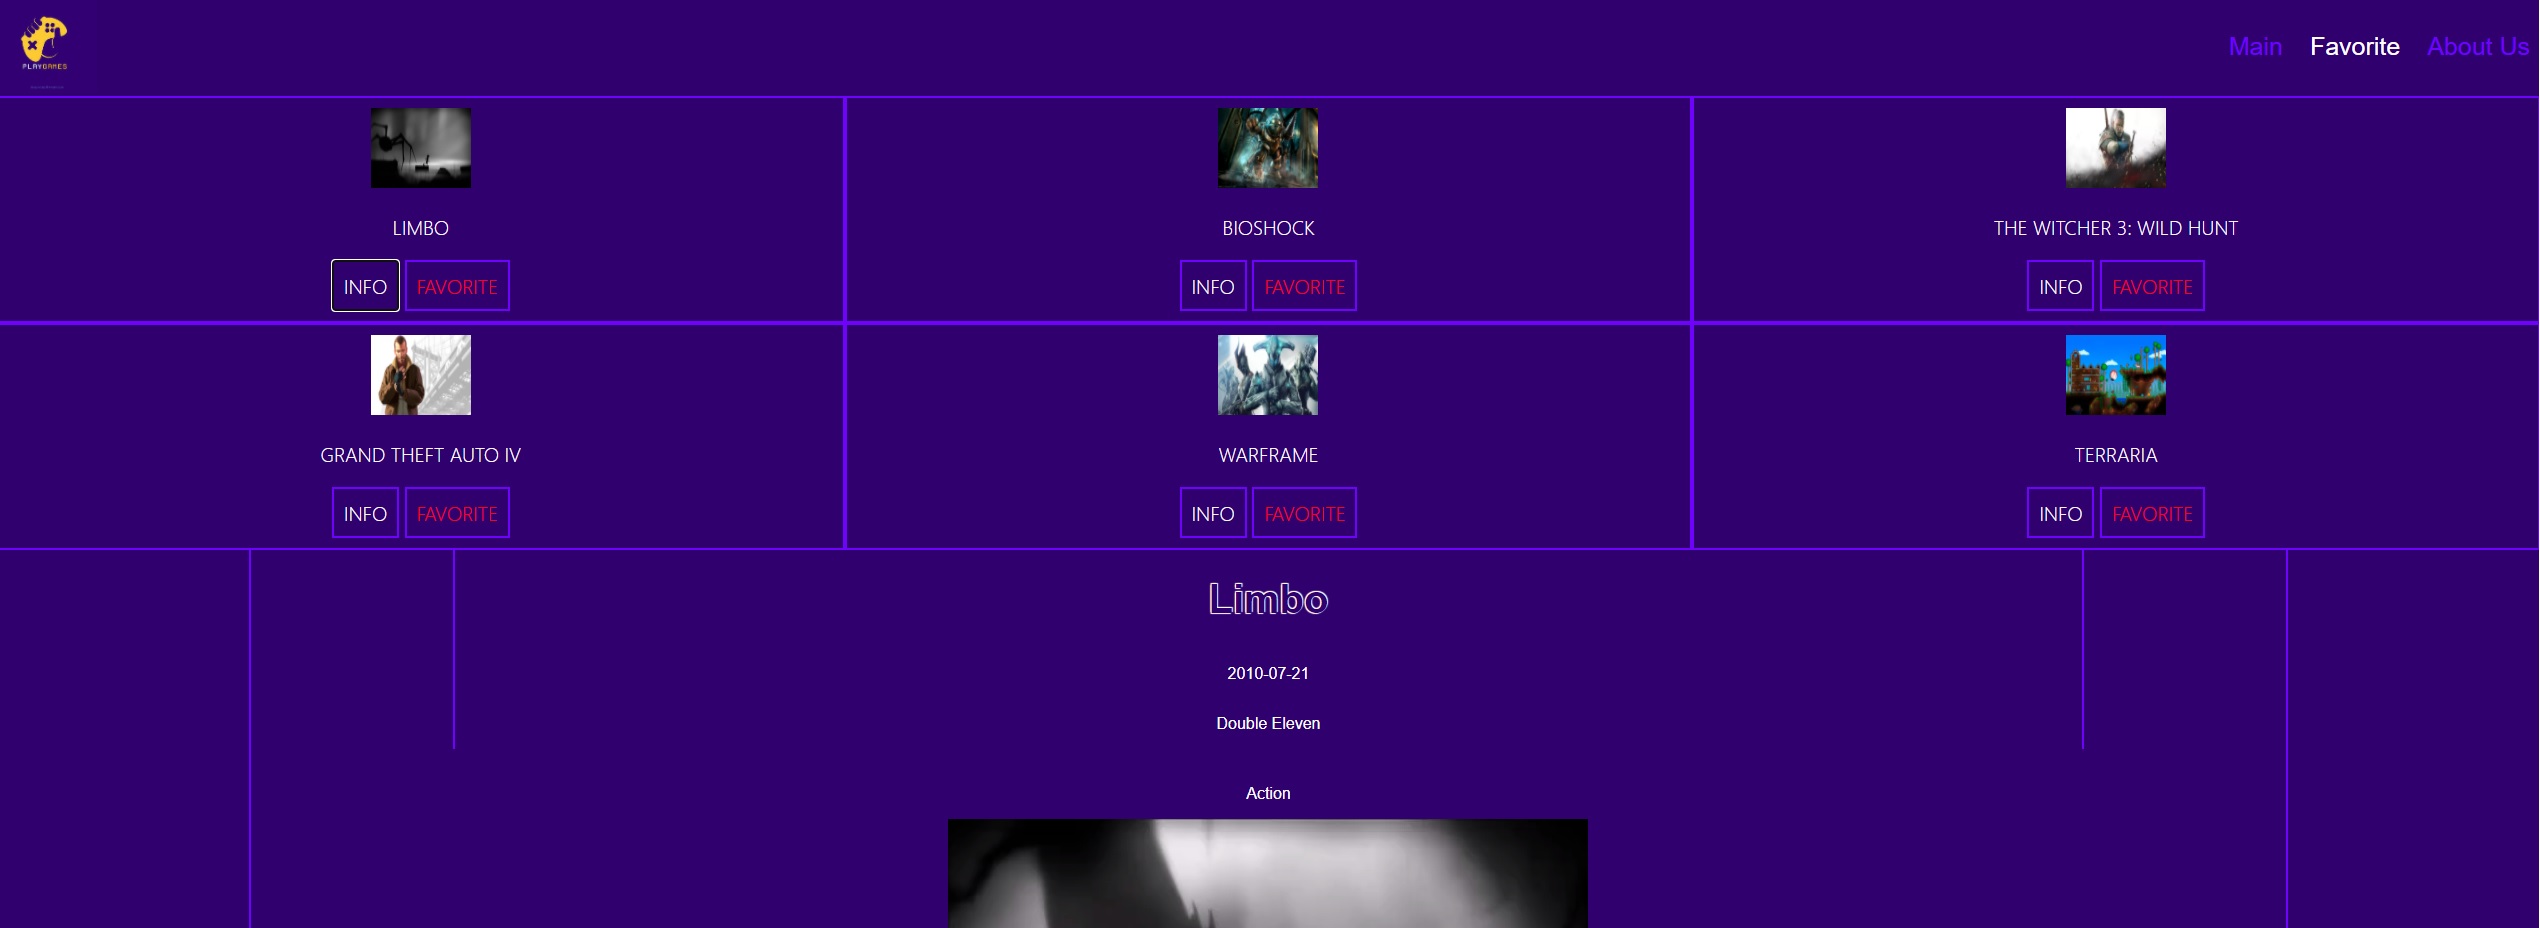 PLAYGAMES
Main Favorite About Us
LIMBO
INFO FAVORITE
BIOSHOCK
INFO FAVORITE
THE WITCHER 3: WILD HUNT
INFO FAVORITE
GRAND THEFT AUTO IV
INFO FAVORITE
WARFRAME
INFO FAVORITE
TERRARIA
INFO FAVORITE
Limbo
2010-07-21
Double Eleven
Action